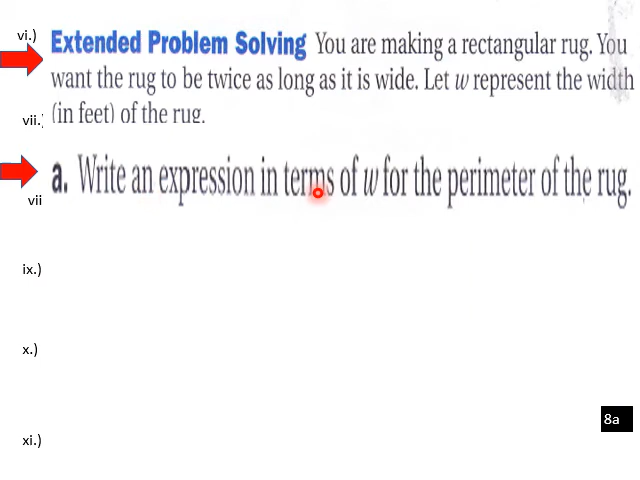 vi.)
Extended Problem Solving You are making a rectangular rug. You
want the rug to be twice as long as it is wide. Let w represent the width
vii.)
(in feet) of the rug.
a. Write an expression in terms of w for the perimeter of the rug.
vii
ix.)
x.)
8a
xi.)